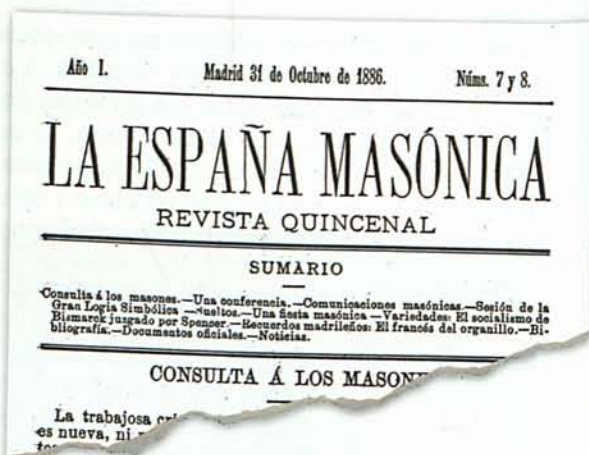 Año I. Madrid 31 de Octubre de 1886. Núms. 7 y 8.
LA ESPAÑA MASÓNICA
REVISTA QUINCENAL
SUMARIO
Consulta á los masones.—Una conferencia.—Comunicaciones masónicas.—Sesión de la
Gran Logia Simbólica —Sueltos.—Una fiesta masónica —Variedades: El socialismo de
Bismarck juzgado por Spencer.—Recuerdos madrileños: El francés del organillo.—Bi-
bliografía.—Documentos oficiales.—Noticias.
CONSULTA Á LOS
La trabajosa
es nueva, ni